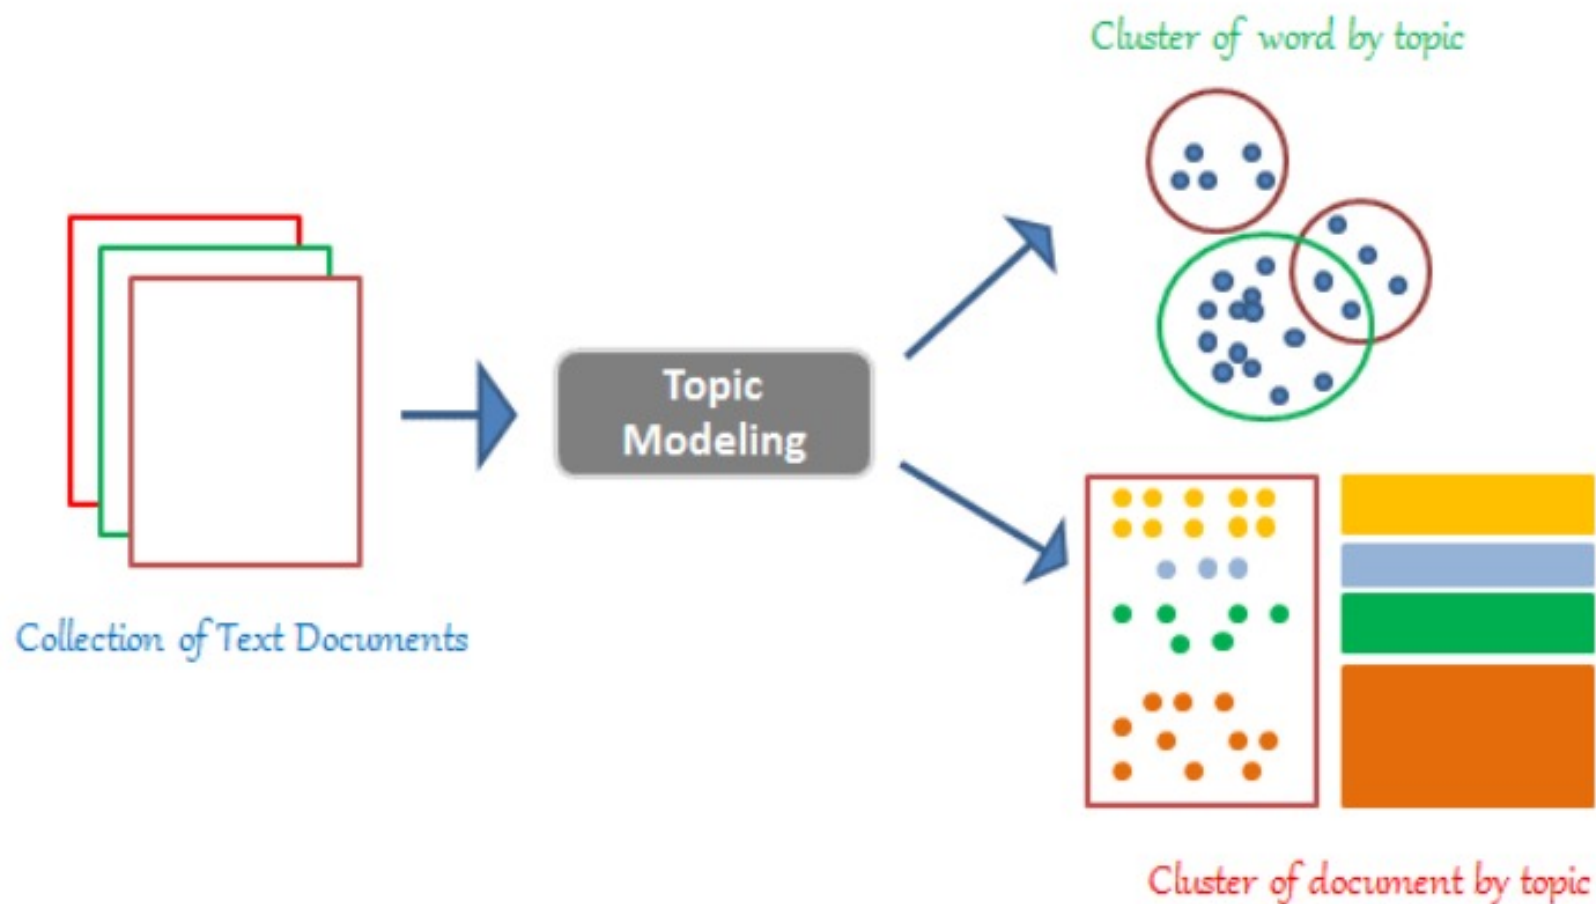 Cluster of word by topic
Topic
Modeling
Collection of Text Documents
Cluster of document by topic